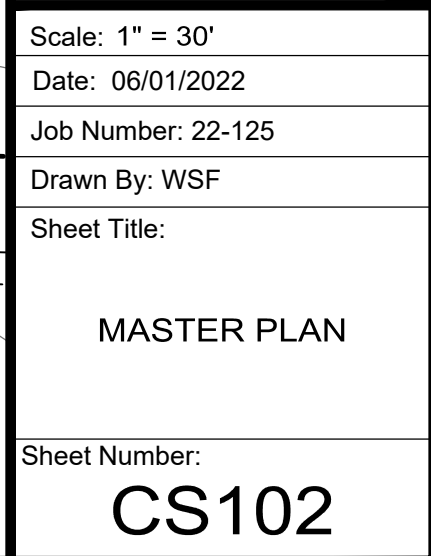 Scale: 1" = 30'
Date: 06/01/2022
Job Number: 22-125
Drawn By: WSF
Sheet Title:
MASTER PLAN
Sheet Number:
CS102